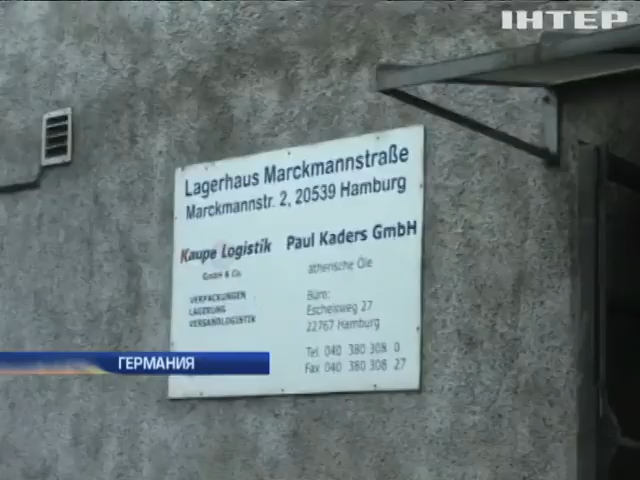 ІНТЕР
Lagerhaus Marckmannstraße
Marckmannstr. 2, 20539 Hamburg
Kaupe Logistik
GmbH & Co.
VERPACKUNGEN
LAGERUNG
VERSANDLOGISTIK
Paul Kaders GmbH
ätherische Öle
Büro:
Eschelsweg 27
22767 Hamburg
Tel 040 380 308 0
Fax 040 380 308 27
ГЕРМАНИЯ